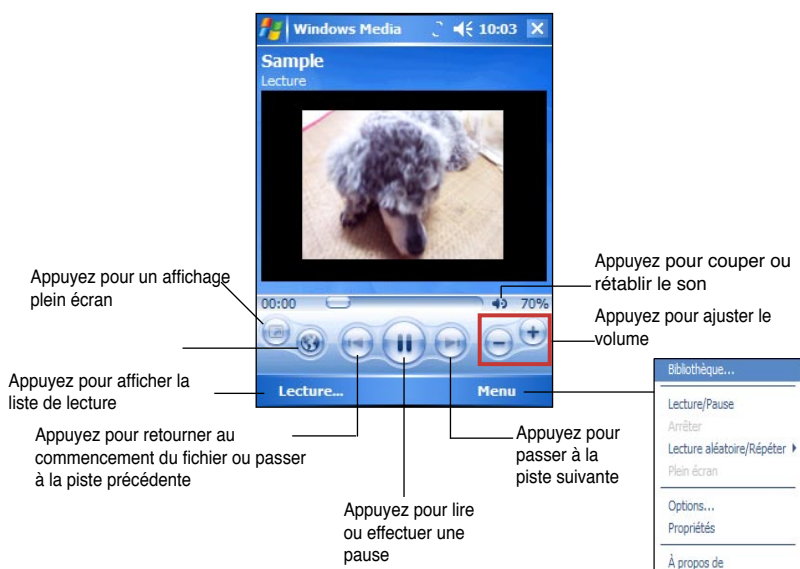 Windows Media 10:03
Sample
Lecture
00:00 70%
Lecture... Menu
Appuyez pour un affichage
plein écran
Appuyez pour afficher la
liste de lecture
Appuyez pour retourner au
commencement du fichier ou passer
à la piste précédente
Appuyez pour lire
ou effectuer une
pause
Appuyez pour
passer à la
piste suivante
Appuyez pour couper ou
rétablir le son
Appuyez pour ajuster le
volume
Bibliothèque...
Lecture/Pause
Arrêter
Lecture aléatoire/Répéter
Plein écran
Options...
Propriétés
À propos de